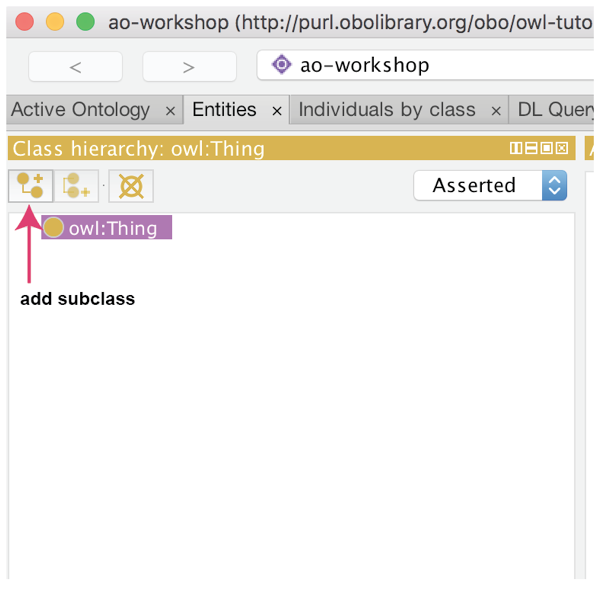 ao-workshop (http://purl.obolibrary.org/obo/owl-tuto
< > ao-workshop
Active Ontology × Entities × Individuals by class × DL Query
Class hierarchy: owl:Thing
Asserted
owl:Thing
add subclass